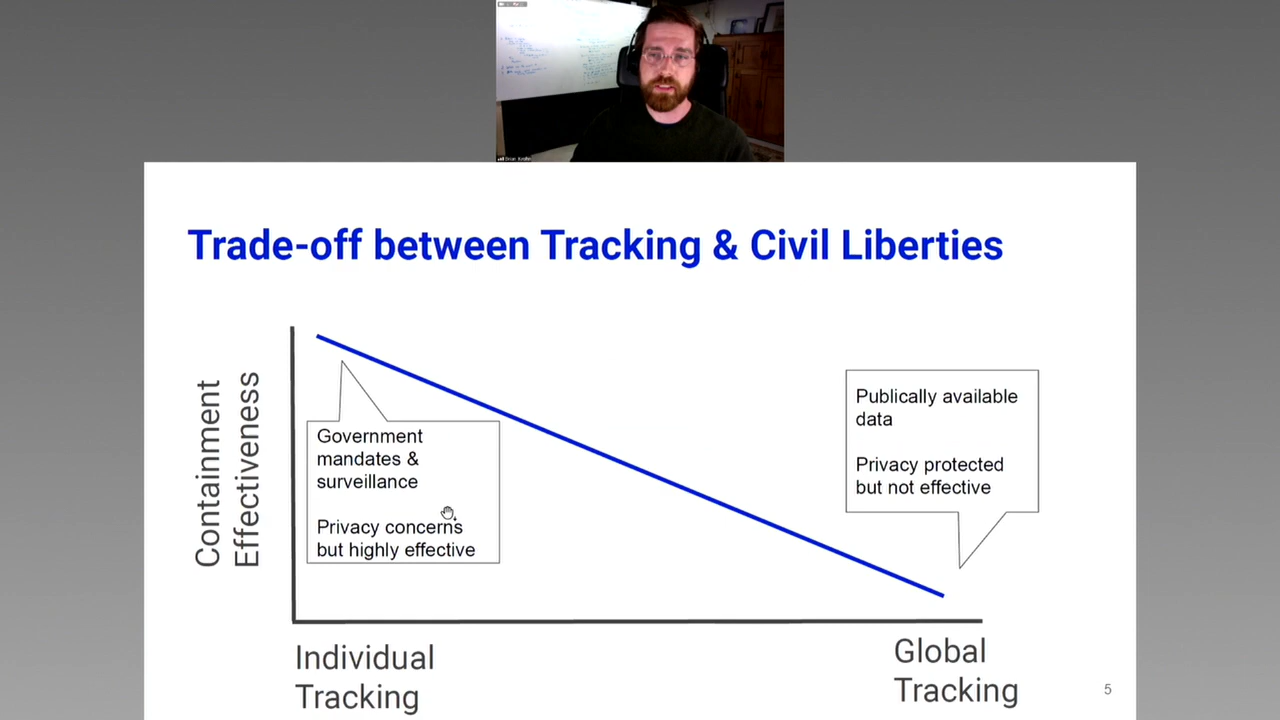 Trade-off between Tracking & Civil Liberties
Containment
Effectiveness
Government
mandates &
surveillance
Privacy concerns
but highly effective
Publically available
data
Privacy protected
but not effective
Individual
Tracking
Global
Tracking
5